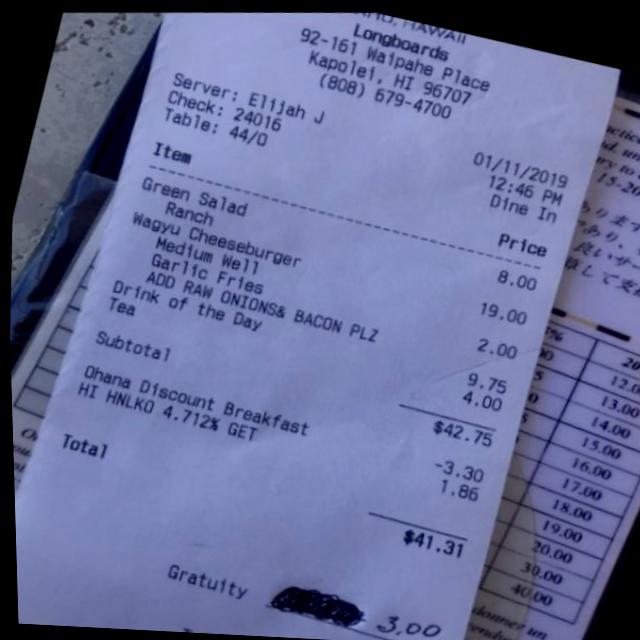 HAWAII
Longboards
92-161 Waipahe Place
Kapolei, HI 96707
(808) 679-4700
Server: Elijah J
Check: 24016
Table: 44/0
01/11/2019
12:46 PM
Dine In
Item Price
Green Salad 8.00
Ranch
Wagyu Cheeseburger 19.00
Medium Well
Garlic Fries 2.00
ADD RAW ONIONS& BACON PLZ
Drink of the Day 9.75
Tea 4.00
Subtotal $42.75
Ohana Discount Breakfast -3.30
HI HNLKO 4.712% GET 1.86
Total $41.31
Gratuity 3.00
20
12.0
13.00
14.00
15.00
16.00
17.00
18.00
19.00
20.00
30.00
40.00